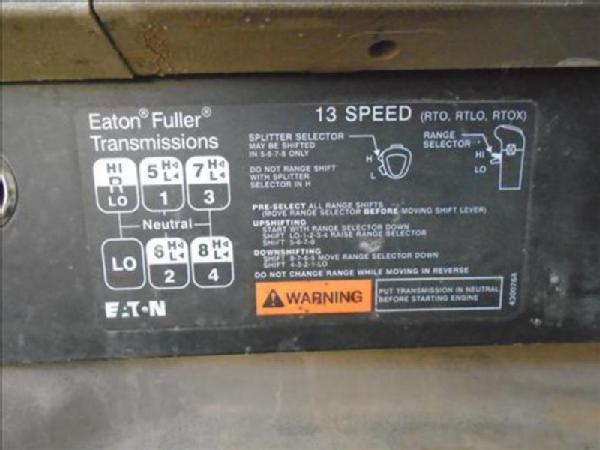 Eaton® Fuller®
Transmissions
13 SPEED (RTO, RTLO, RTOX)
SPLITTER SELECTOR
MAY BE SHIFTED
IN 5-6-7-8 ONLY
DO NOT RANGE SHIFT
WITH SPLITTER
SELECTOR IN H
H
L
RANGE
SELECTOR
HI
LO
HI
R
LO
5 H
L
1
7 H
L
3
Neutral
LO
6 H
L
2
8 H
L
4
PRE-SELECT ALL RANGE SHIFTS
(MOVE RANGE SELECTOR BEFORE MOVING SHIFT LEVER)
UPSHIFTING
START WITH RANGE SELECTOR DOWN
SHIFT LO-1-2-3-4 RAISE RANGE SELECTOR
SHIFT 5-6-7-8
DOWNSHIFTING
SHIFT 8-7-6-5 MOVE RANGE SELECTOR DOWN
SHIFT 4-3-2-1-LO
DO NOT CHANGE RANGE WHILE MOVING IN REVERSE
EATON
WARNING
PUT TRANSMISSION IN NEUTRAL
BEFORE STARTING ENGINE